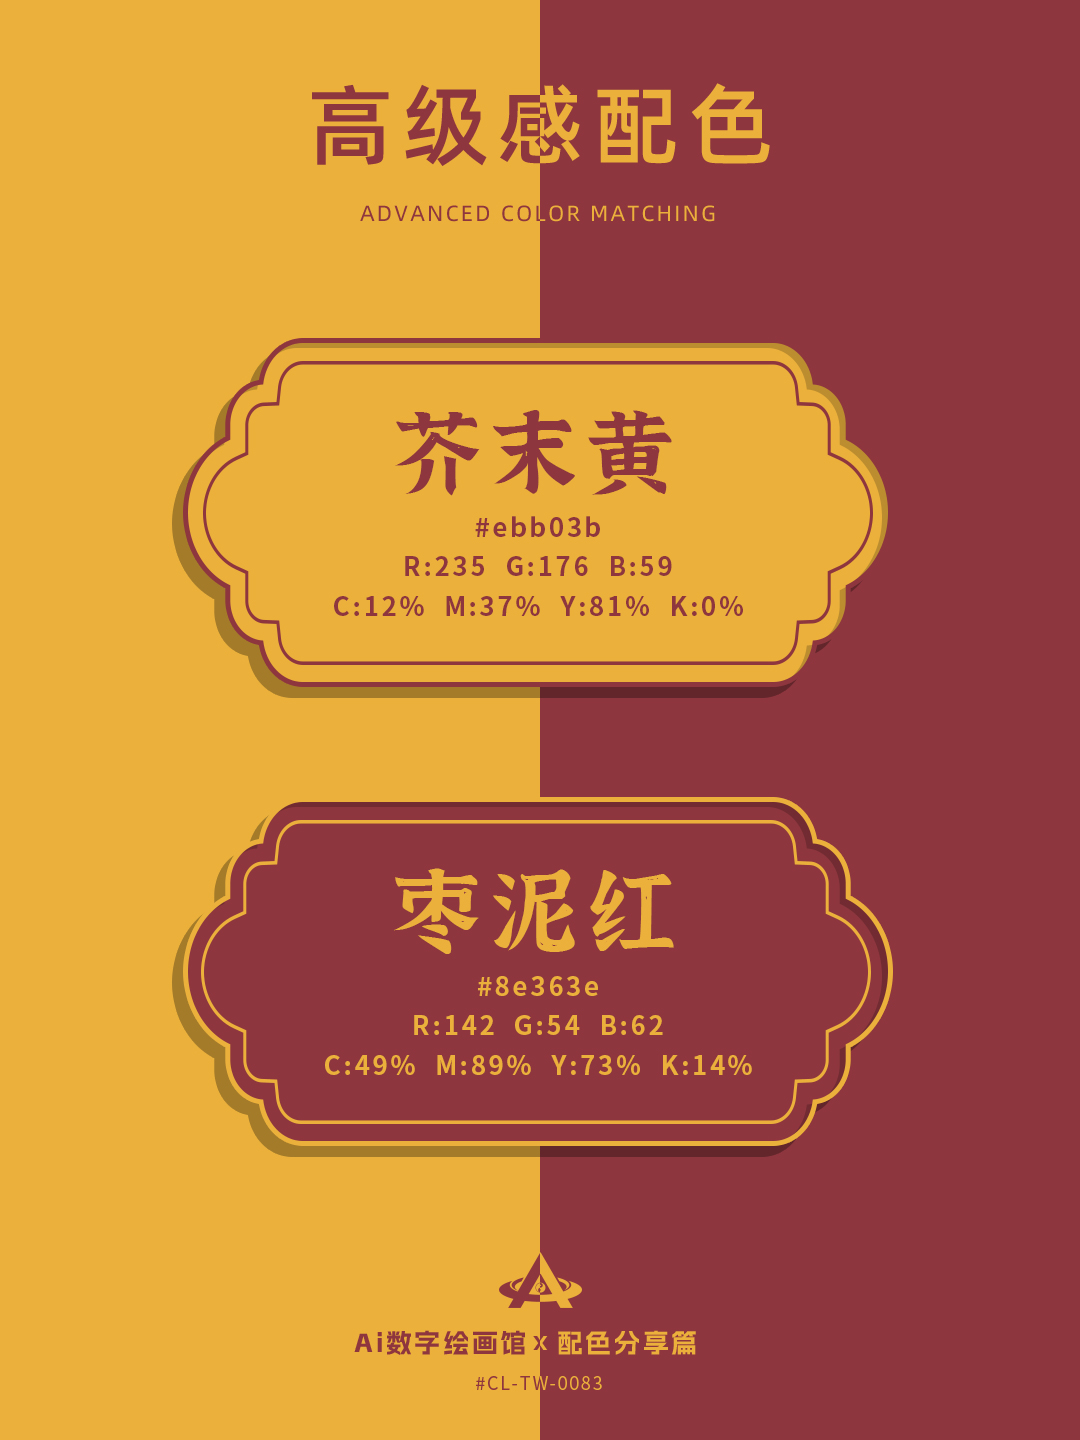 高级感配色
ADVANCED COLOR MATCHING
芥末黄
#ebb03b
R:235 G:176 B:59
C:12% M:37% Y:81% K:0%
枣泥红
#8e363e
R:142 G:54 B:62
C:49% M:89% Y:73% K:14%
Ai数字绘画馆 x 配色分享篇
#CL-TW-0083